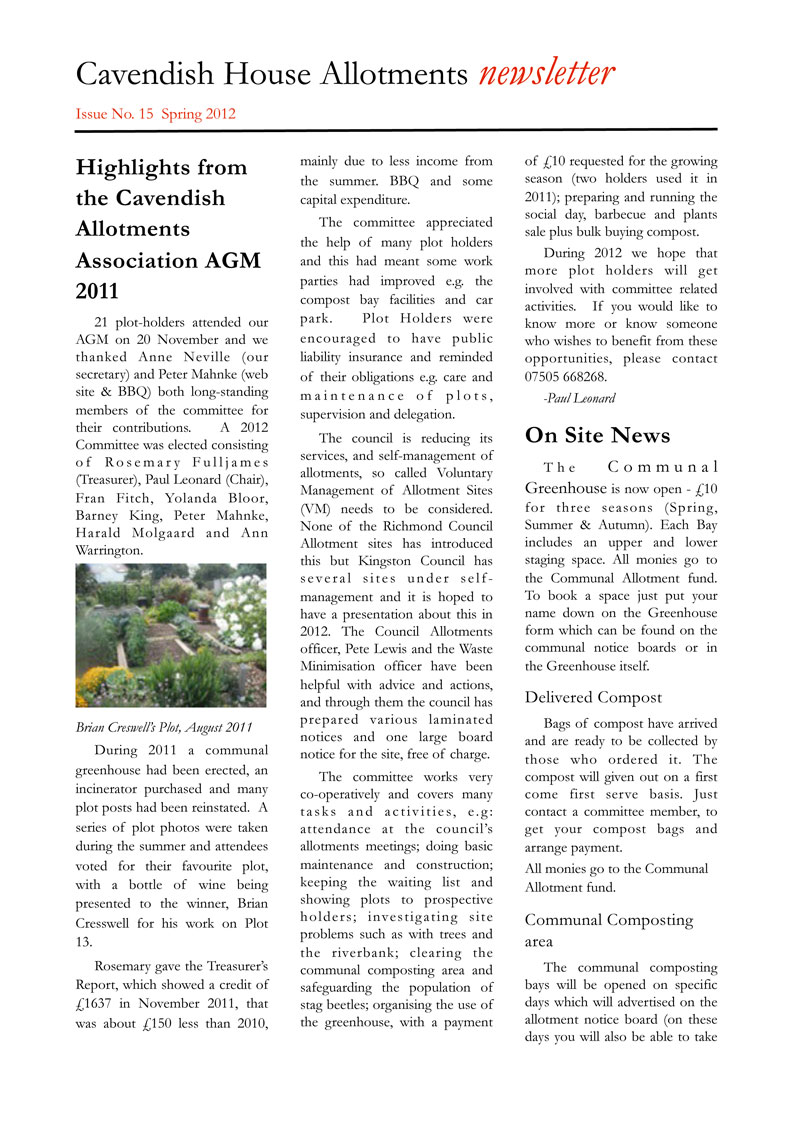 Cavendish House Allotments newsletter
Issue No. 15 Spring 2012
Highlights from
the Cavendish
Allotments
Association AGM
2011
21 plot-holders attended our
AGM on 20 November and we
thanked Anne Neville (our
secretary) and Peter Mahnke (web
site & BBQ) both long-standing
members of the committee for
their contributions. A 2012
Committee was elected consisting
of Rosemary Fulljames
(Treasurer), Paul Leonard (Chair),
Fran Fitch, Yolanda Bloor,
Barney King, Peter Mahnke,
Harald Molgaard and Ann
Warrington.
Brian Creswell's Plot, August 2011
During 2011 a communal
greenhouse had been erected, an
incinerator purchased and many
plot posts had been reinstated. A
series of plot photos were taken
during the summer and attendees
voted for their favourite plot,
with a bottle of wine being
presented to the winner, Brian
Cresswell for his work on Plot
13.
Rosemary gave the Treasurer's
Report, which showed a credit of
£1637 in November 2011, that
was about £150 less than 2010,
mainly due to less income from
the summer. BBQ and some
capital expenditure.
The committee appreciated
the help of many plot holders
and this had meant some work
parties had improved e.g. the
compost bay facilities and car
park. Plot Holders were
encouraged to have public
liability insurance and reminded
of their obligations e.g. care and
maintenance of plots,
supervision and delegation.
The council is reducing its
services, and self-management of
allotments, so called Voluntary
Management of Allotment Sites
(VM) needs to be considered.
None of the Richmond Council
Allotment sites has introduced
this but Kingston Council has
several sites under self-
management and it is hoped to
have a presentation about this in
2012. The Council Allotments
officer, Pete Lewis and the Waste
Minimisation officer have been
helpful with advice and actions,
and through them the council has
prepared various laminated
notices and one large board
notice for the site, free of charge.
The committee works very
co-operatively and covers many
tasks and activities, e.g:
attendance at the council's
allotments meetings; doing basic
maintenance and construction;
keeping the waiting list and
showing plots to prospective
holders; investigating site
problems such as with trees and
the riverbank; clearing the
communal composting area and
safeguarding the population of
stag beetles; organising the use of
the greenhouse, with a payment
of £10 requested for the growing
season (two holders used it in
2011); preparing and running the
social day, barbecue and plants
sale plus bulk buying compost.
During 2012 we hope that
more plot holders will get
involved with committee related
activities. If you would like to
know more or know someone
who wishes to benefit from these
opportunities, please contact
07505 668268.
-Paul Leonard
On Site News
The Communal
Greenhouse is now open - £10
for three seasons (Spring,
Summer & Autumn). Each Bay
includes an upper and lower
staging space. All monies go to
the Communal Allotment fund.
To book a space just put your
name down on the Greenhouse
form which can be found on the
communal notice boards or in
the Greenhouse itself.
Delivered Compost
Bags of compost have arrived
and are ready to be collected by
those who ordered it. The
compost will given out on a first
come first serve basis. Just
contact a committee member, to
get your compost bags and
arrange payment.
All monies go to the Communal
Allotment fund.
Communal Composting
area
The communal composting
bays will be opened on specific
days which will advertised on the
allotment notice board (on these
days you will also be able to take